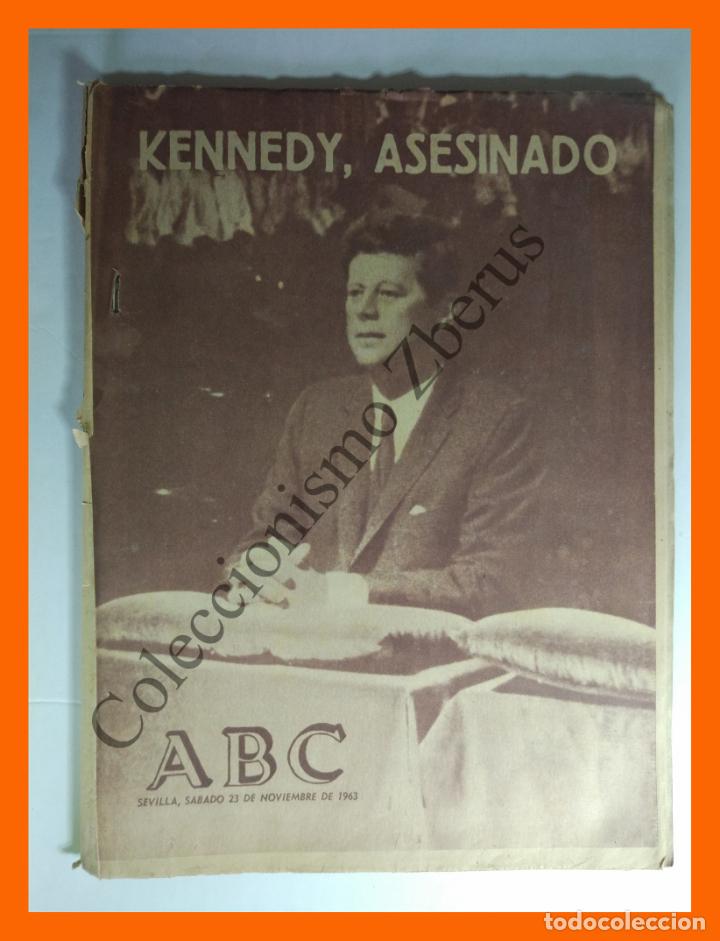 KENNEDY, ASESINADO
Coleccionismo Zberus
ABC
SEVILLA, SABADO 23 DE NOVIEMBRE DE 1963
todocoleccion